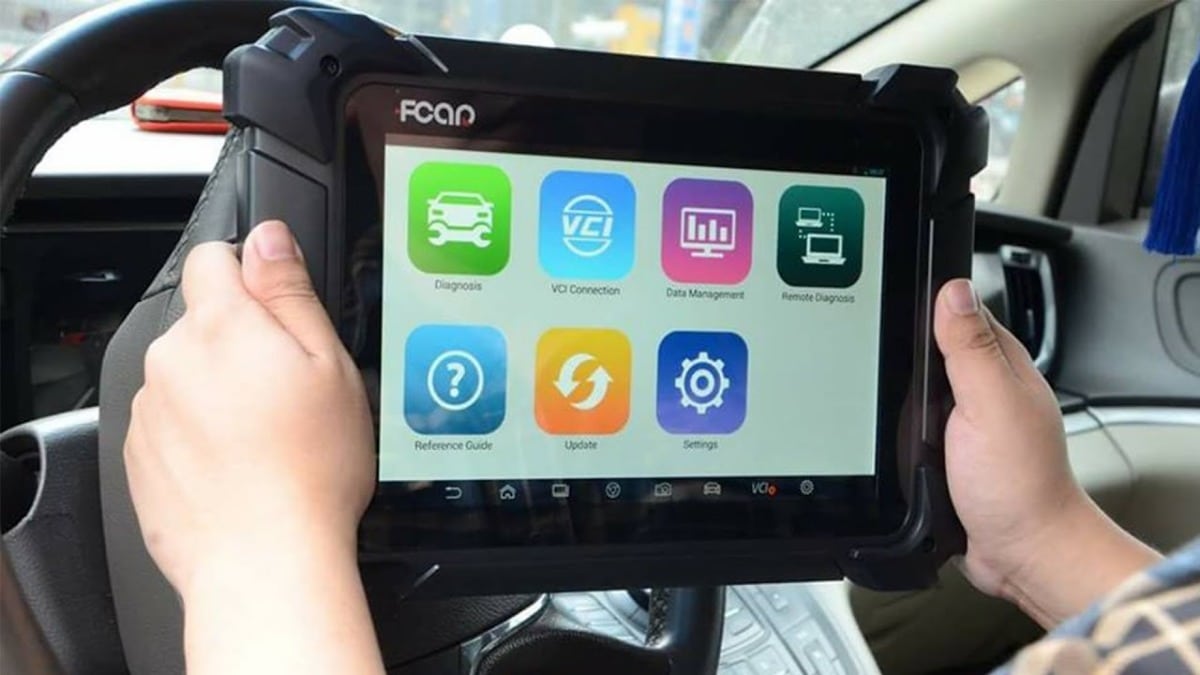 FCAR
VCI
Diagnosis
VCI Connection
Data Management
Remote Diagnosis
?
Reference Guide
Update
Settings
VCI